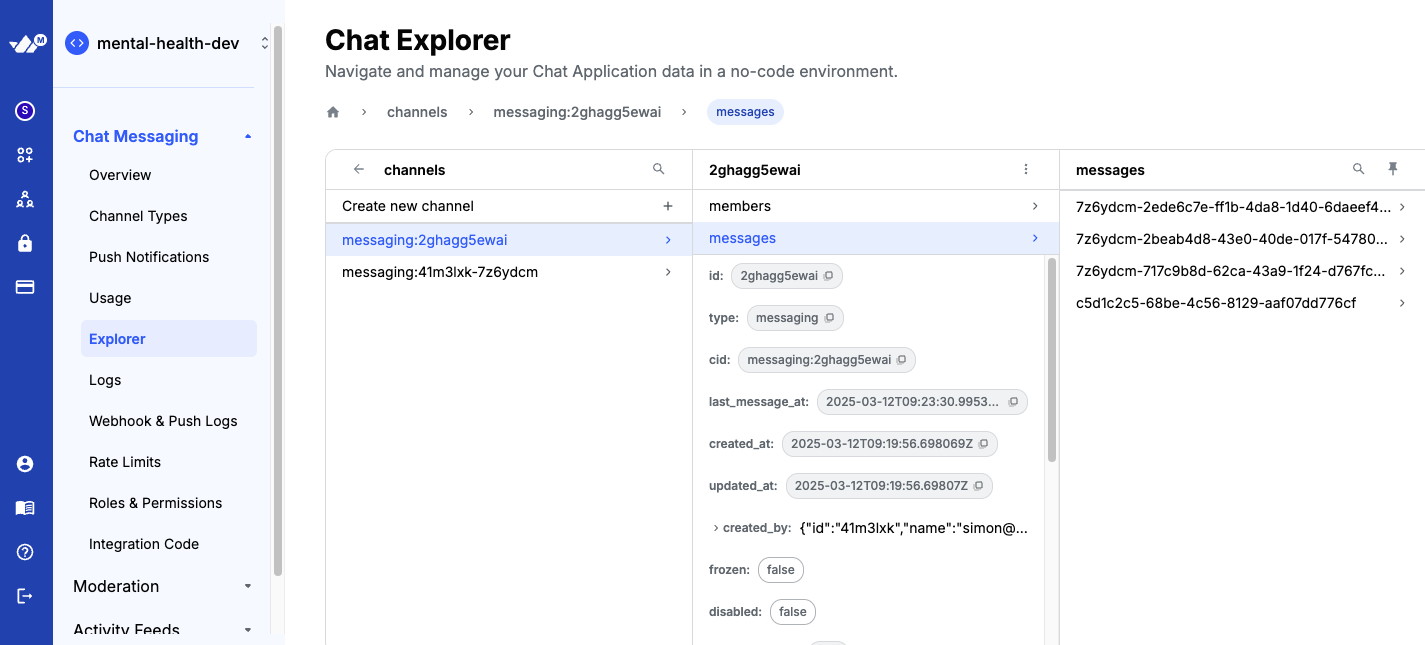 M
mental-health-dev
S
Chat Messaging
Overview
Channel Types
Push Notifications
Usage
Explorer
Logs
Webhook & Push Logs
Rate Limits
Roles & Permissions
Integration Code
Moderation
Activity Feeds
Chat Explorer
Navigate and manage your Chat Application data in a no-code environment.
channels > messaging:2ghagg5ewai > messages
channels
Create new channel
messaging:2ghagg5ewai
messaging:41m3lxk-7z6ydcm
2ghagg5ewai
members
messages
id: 2ghagg5ewai
type: messaging
cid: messaging:2ghagg5ewai
last_message_at: 2025-03-12T09:23:30.9953...
created_at: 2025-03-12T09:19:56.698069Z
updated_at: 2025-03-12T09:19:56.69807Z
created_by: {"id":"41m3lxk","name":"simon@...
frozen: false
disabled: false
messages
7z6ydcm-2ede6c7e-ff1b-4da8-1d40-6daeef4...
7z6ydcm-2beab4d8-43e0-40de-017f-54780...
7z6ydcm-717c9b8d-62ca-43a9-1f24-d767fc...
c5d1c2c5-68be-4c56-8129-aaf07dd776cf